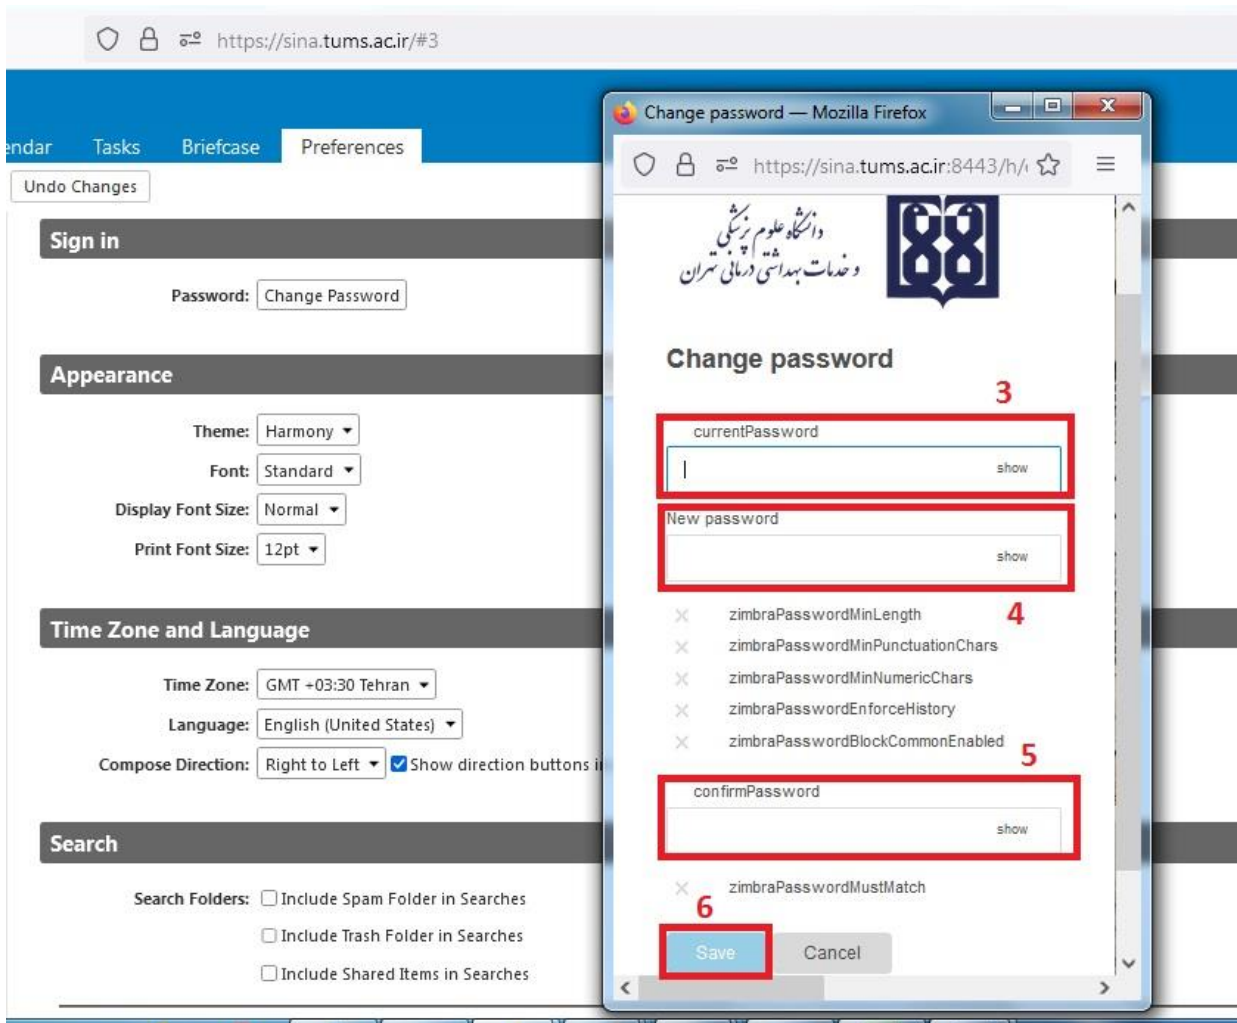 https://sina.tums.ac.ir/#3
endar Tasks Briefcase Preferences
Undo Changes
Sign in
Password: Change Password
Appearance
Theme: Harmony
Font: Standard
Display Font Size: Normal
Print Font Size: 12pt
Time Zone and Language
Time Zone: GMT +03:30 Tehran
Language: English (United States)
Compose Direction: Right to Left Show direction buttons i
Search
Search Folders: Include Spam Folder in Searches
Include Trash Folder in Searches
Include Shared Items in Searches
Change password — Mozilla Firefox
https://sina.tums.ac.ir:8443/h/
دانشگاه علوم پزشکی
و خدمات بهداشتی درمانی تهران
Change password
3
currentPassword
show
New password
show
4
zimbraPasswordMinLength
zimbraPasswordMinPunctuationChars
zimbraPasswordMinNumericChars
zimbraPasswordEnforceHistory
zimbraPasswordBlockCommonEnabled
5
confirmPassword
show
zimbraPasswordMustMatch
6
Save Cancel